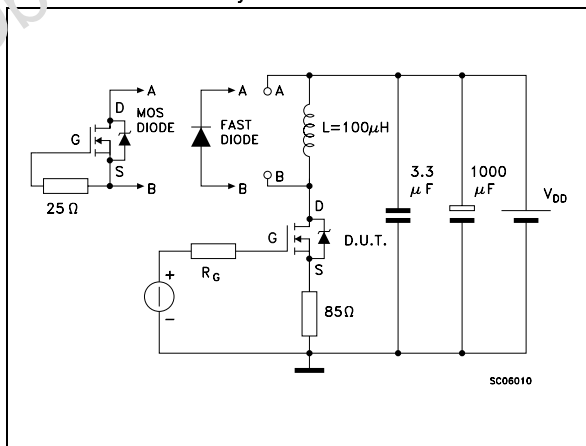 A
D
MOS
DIODE
G
S
B
25 Ω
A
FAST
DIODE
B
A
L=100μH
B
D
G
D.U.T.
S
RG
+
−
85Ω
3.3
μF
1000
μF
VDD
SC06010